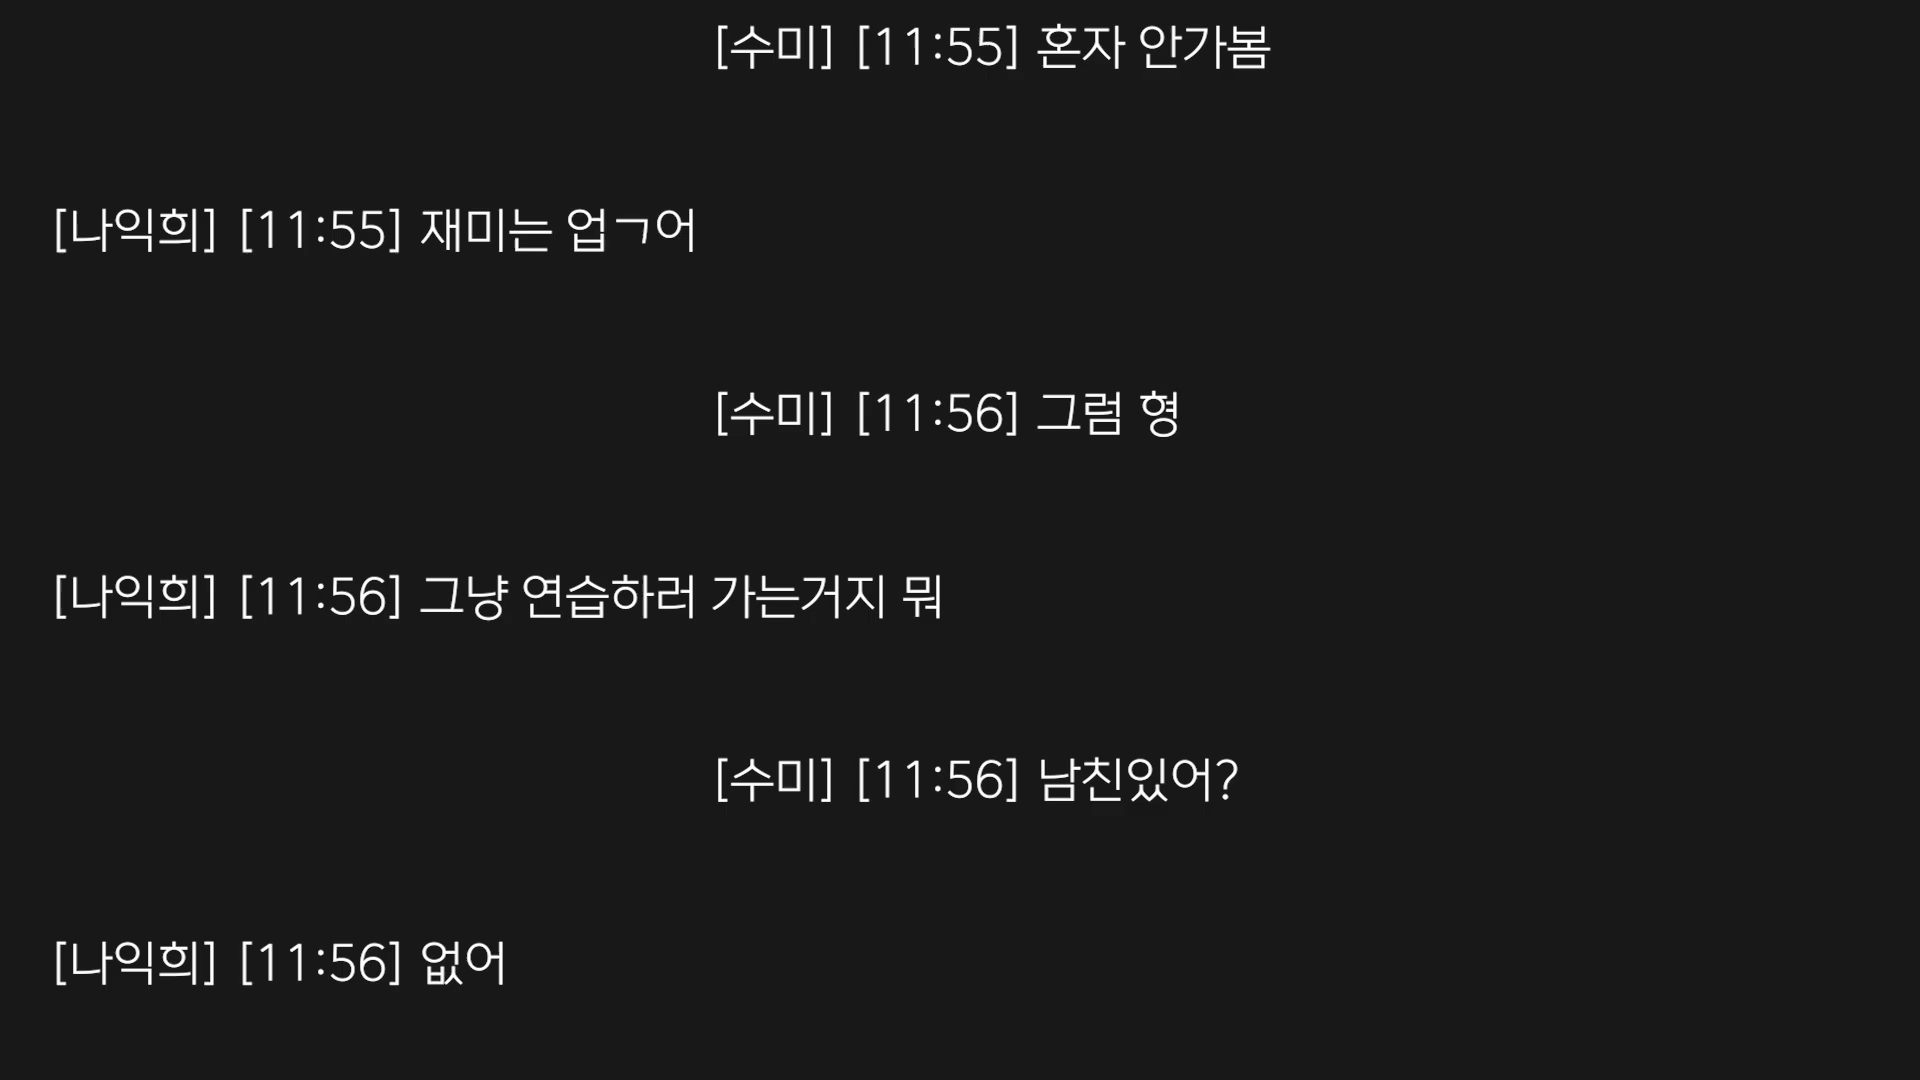 [수미] [11:55] 혼자 안가봄
[나익희] [11:55] 재미는 업ㄱ어
[수미] [11:56] 그럼 형
[나익희] [11:56] 그냥 연습하러 가는거지 뭐
[수미] [11:56] 남친있어?
[나익희] [11:56] 없어